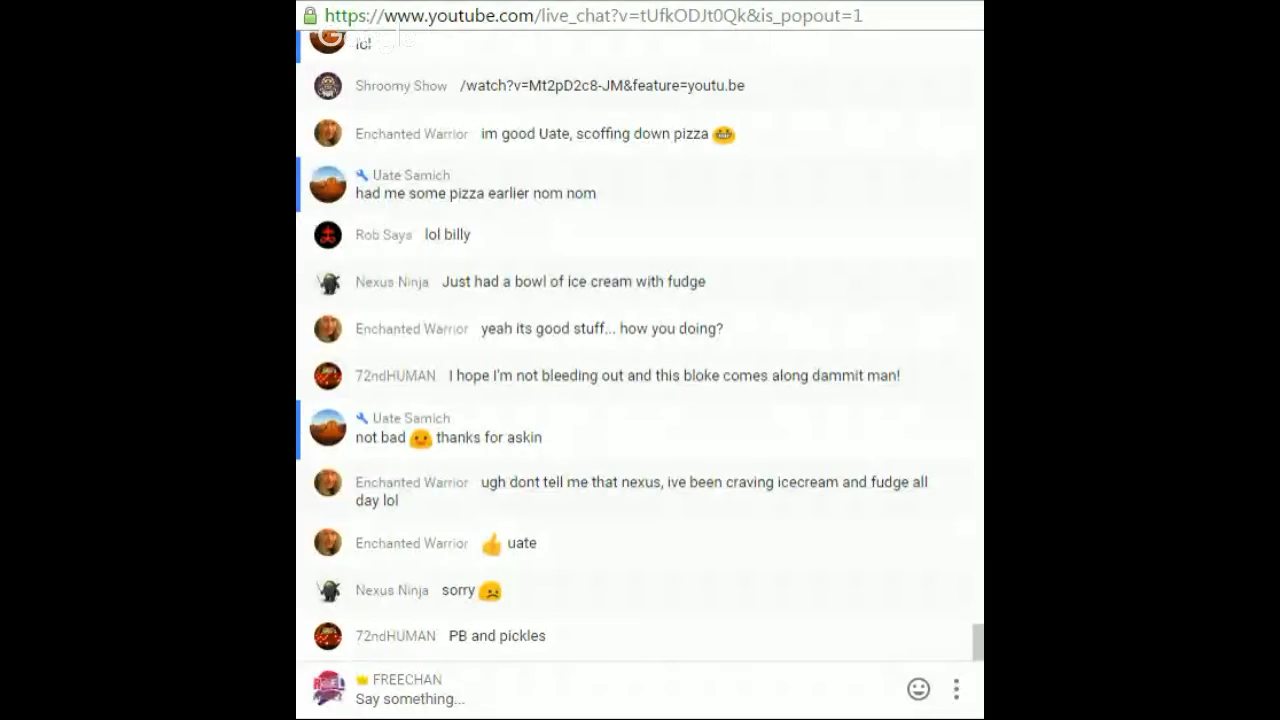 https://www.youtube.com/live_chat?v=tUfkODJt0Qk&is_popout=1
Google
lol
Shroomy Show /watch?v=Mt2pD2c8-JM&feature=youtu.be
Enchanted Warrior im good Uate, scoffing down pizza
Uate Samich
had me some pizza earlier nom nom
Rob Says lol billy
Nexus Ninja Just had a bowl of ice cream with fudge
Enchanted Warrior yeah its good stuff... how you doing?
72ndHUMAN I hope I'm not bleeding out and this bloke comes along dammit man!
Uate Samich
not bad thanks for askin
Enchanted Warrior ugh dont tell me that nexus, ive been craving icecream and fudge all
day lol
Enchanted Warrior uate
Nexus Ninja sorry
72ndHUMAN PB and pickles
FREECHAN
Say something...